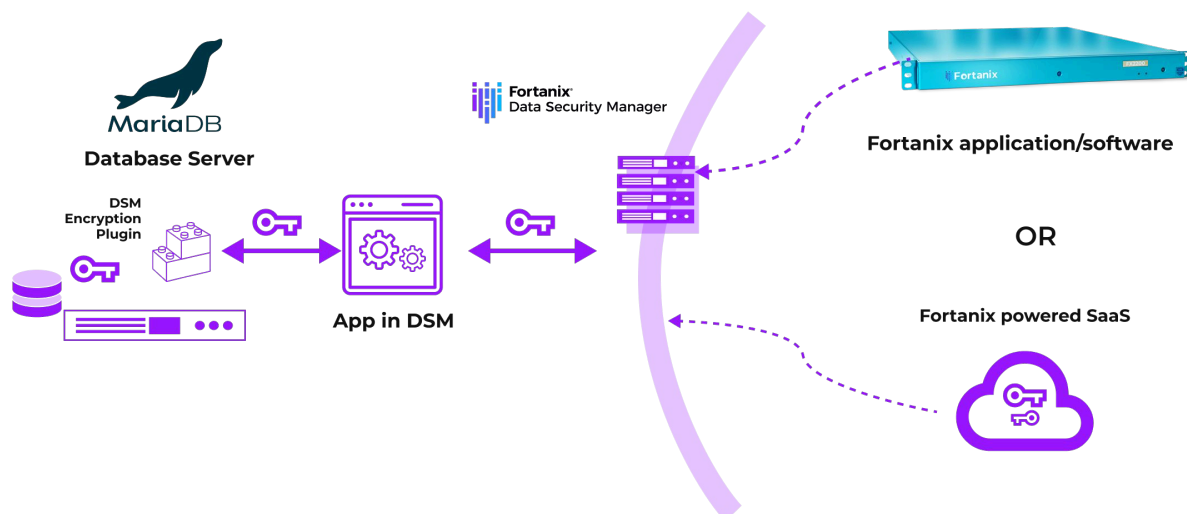 MariaDB
Database Server
DSM
Encryption
Plugin
App in DSM
Fortanix®
Data Security Manager
Fortanix
Fortanix application/software
OR
Fortanix powered SaaS